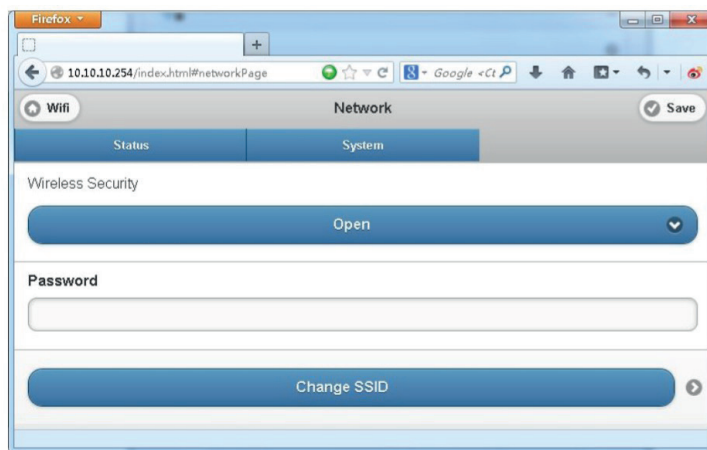 Firefox
10.10.10.254/index.html#networkPage
Google <Ct
Wifi
Network
Save
Status
System
Wireless Security
Open
Password
Change SSID